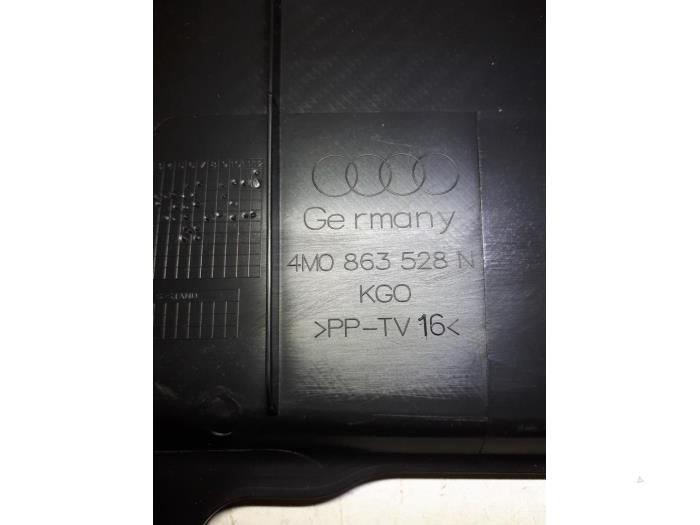 Germany
4M0 863 528 N
KGO
>PP-TV 16<